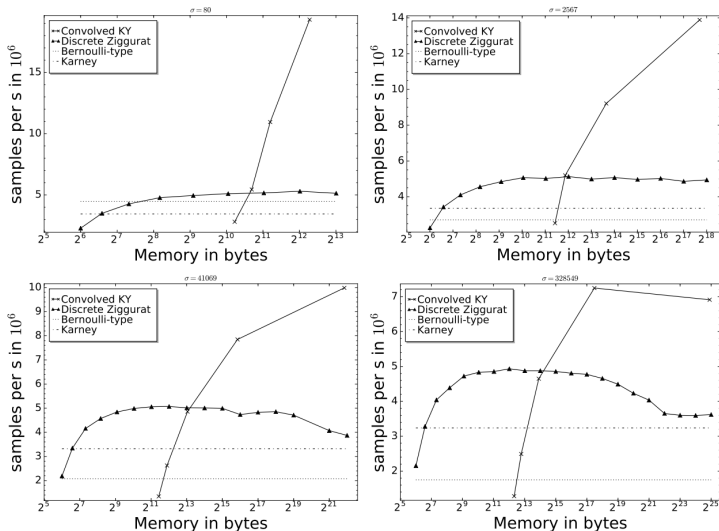 σ = 80
samples per s in 10^6
Convolved KY
Discrete Ziggurat
Bernoulli-type
Karney
15
10
5
2^5 2^6 2^7 2^8 2^9 2^10 2^11 2^12 2^13
Memory in bytes
σ = 2567
samples per s in 10^6
Convolved KY
Discrete Ziggurat
Bernoulli-type
Karney
14
12
10
8
6
4
2^5 2^6 2^7 2^8 2^9 2^10 2^11 2^12 2^13 2^14 2^15 2^16 2^17 2^18
Memory in bytes
σ = 41069
samples per s in 10^6
Convolved KY
Discrete Ziggurat
Bernoulli-type
Karney
10
9
8
7
6
5
4
3
2
2^5 2^7 2^9 2^11 2^13 2^15 2^17 2^19 2^21
Memory in bytes
σ = 328549
samples per s in 10^6
Convolved KY
Discrete Ziggurat
Bernoulli-type
Karney
7
6
5
4
3
2
2^5 2^7 2^9 2^11 2^13 2^15 2^17 2^19 2^21 2^23 2^25
Memory in bytes